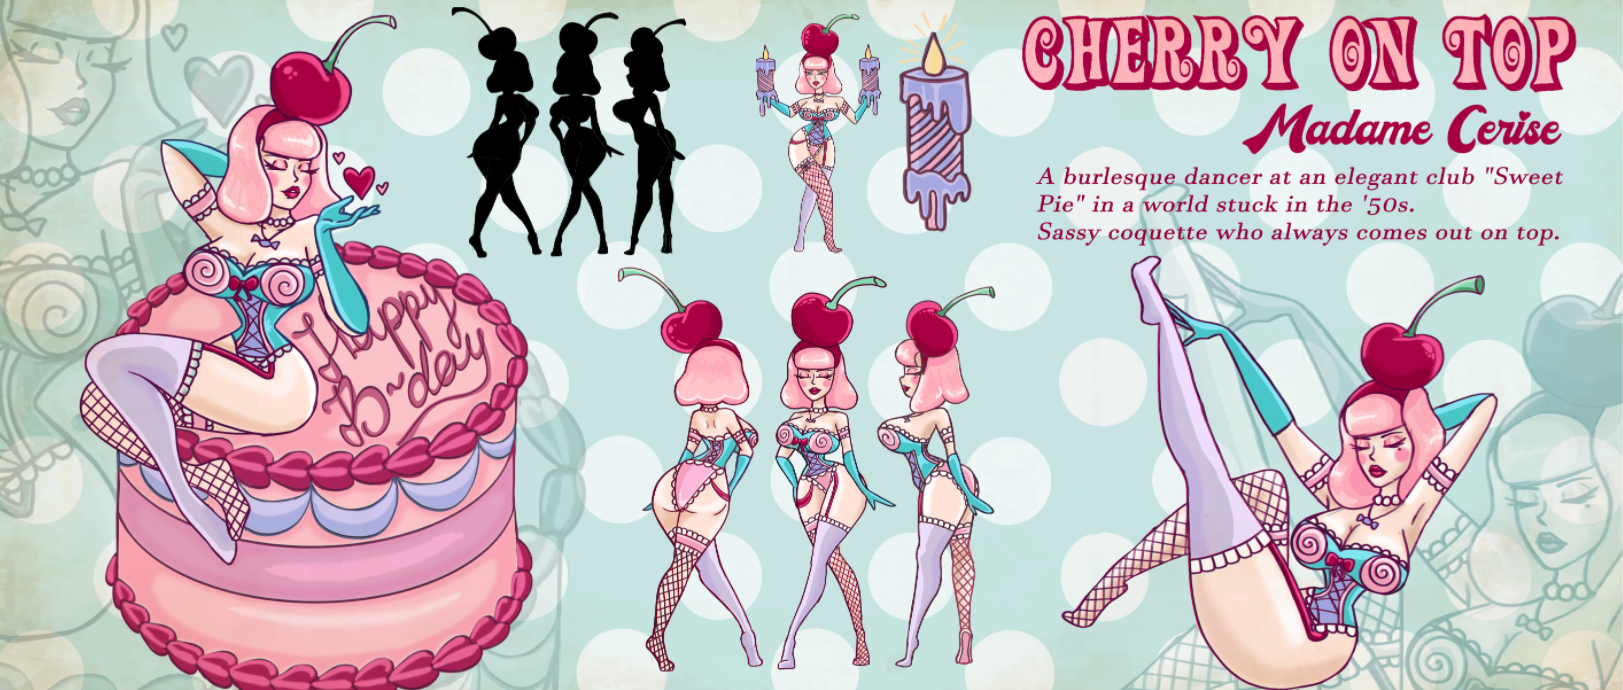 CHERRY ON TOP
Madame Cerise
A burlesque dancer at an elegant club "Sweet
Pie" in a world stuck in the '50s.
Sassy coquette who always comes out on top.
Happy
B-day